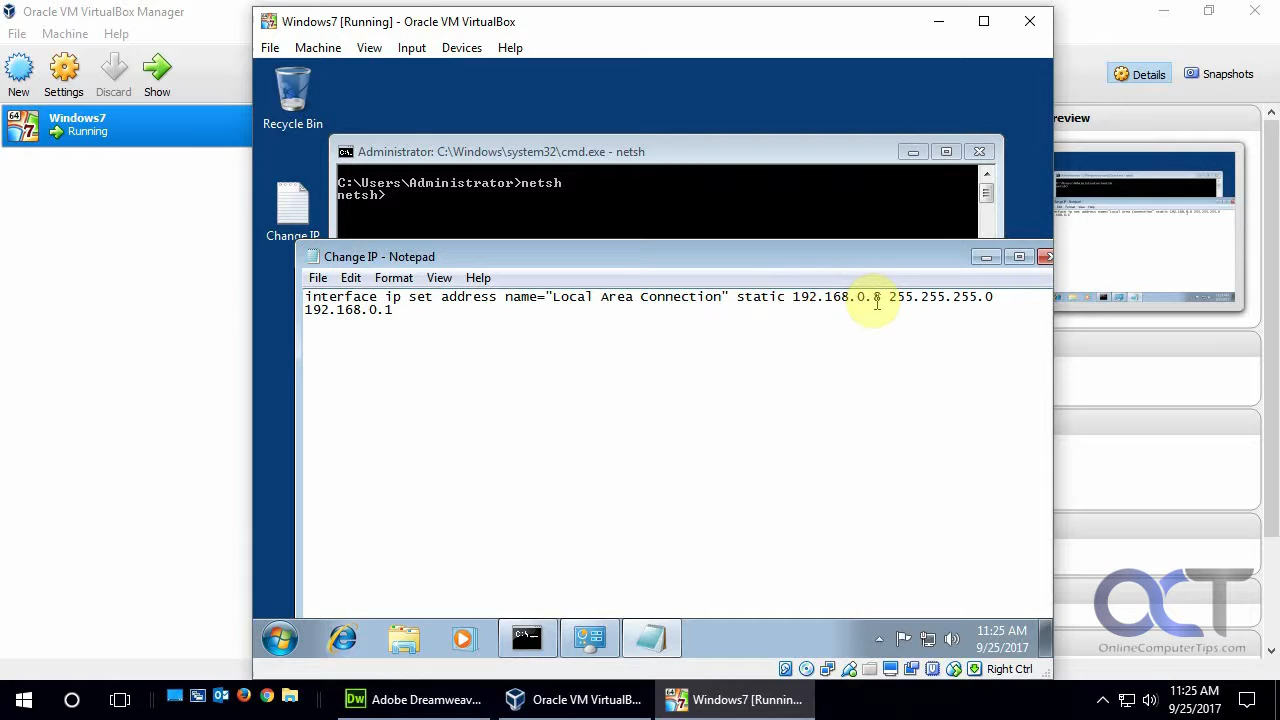 Oracle VM VirtualBox Manager
File Machine Help
New
Settings
Discard
Show
Details
Snapshots
Windows7
Running
review
Windows7 [Running] - Oracle VM VirtualBox
File Machine View Input Devices Help
Recycle Bin
Change IP
Administrator: C:\Windows\system32\cmd.exe - netsh
C:\Users\Administrator>netsh
netsh>
Change IP - Notepad
File Edit Format View Help
interface ip set address name="Local Area Connection" static 192.168.0.8 255.255.255.0
192.168.0.1
11:25 AM
9/25/2017
Right Ctrl
OCT
OnlineComputerTips.com
Adobe Dreamweav...
Oracle VM VirtualB...
Windows7 [Runnin...
11:25 AM
9/25/2017